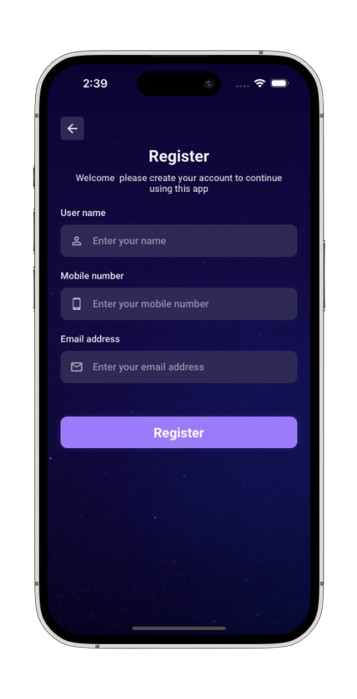 2:39
Register
Welcome  please create your account to continue
using this app
User name
Enter your name
Mobile number
Enter your mobile number
Email address
Enter your email address
Register